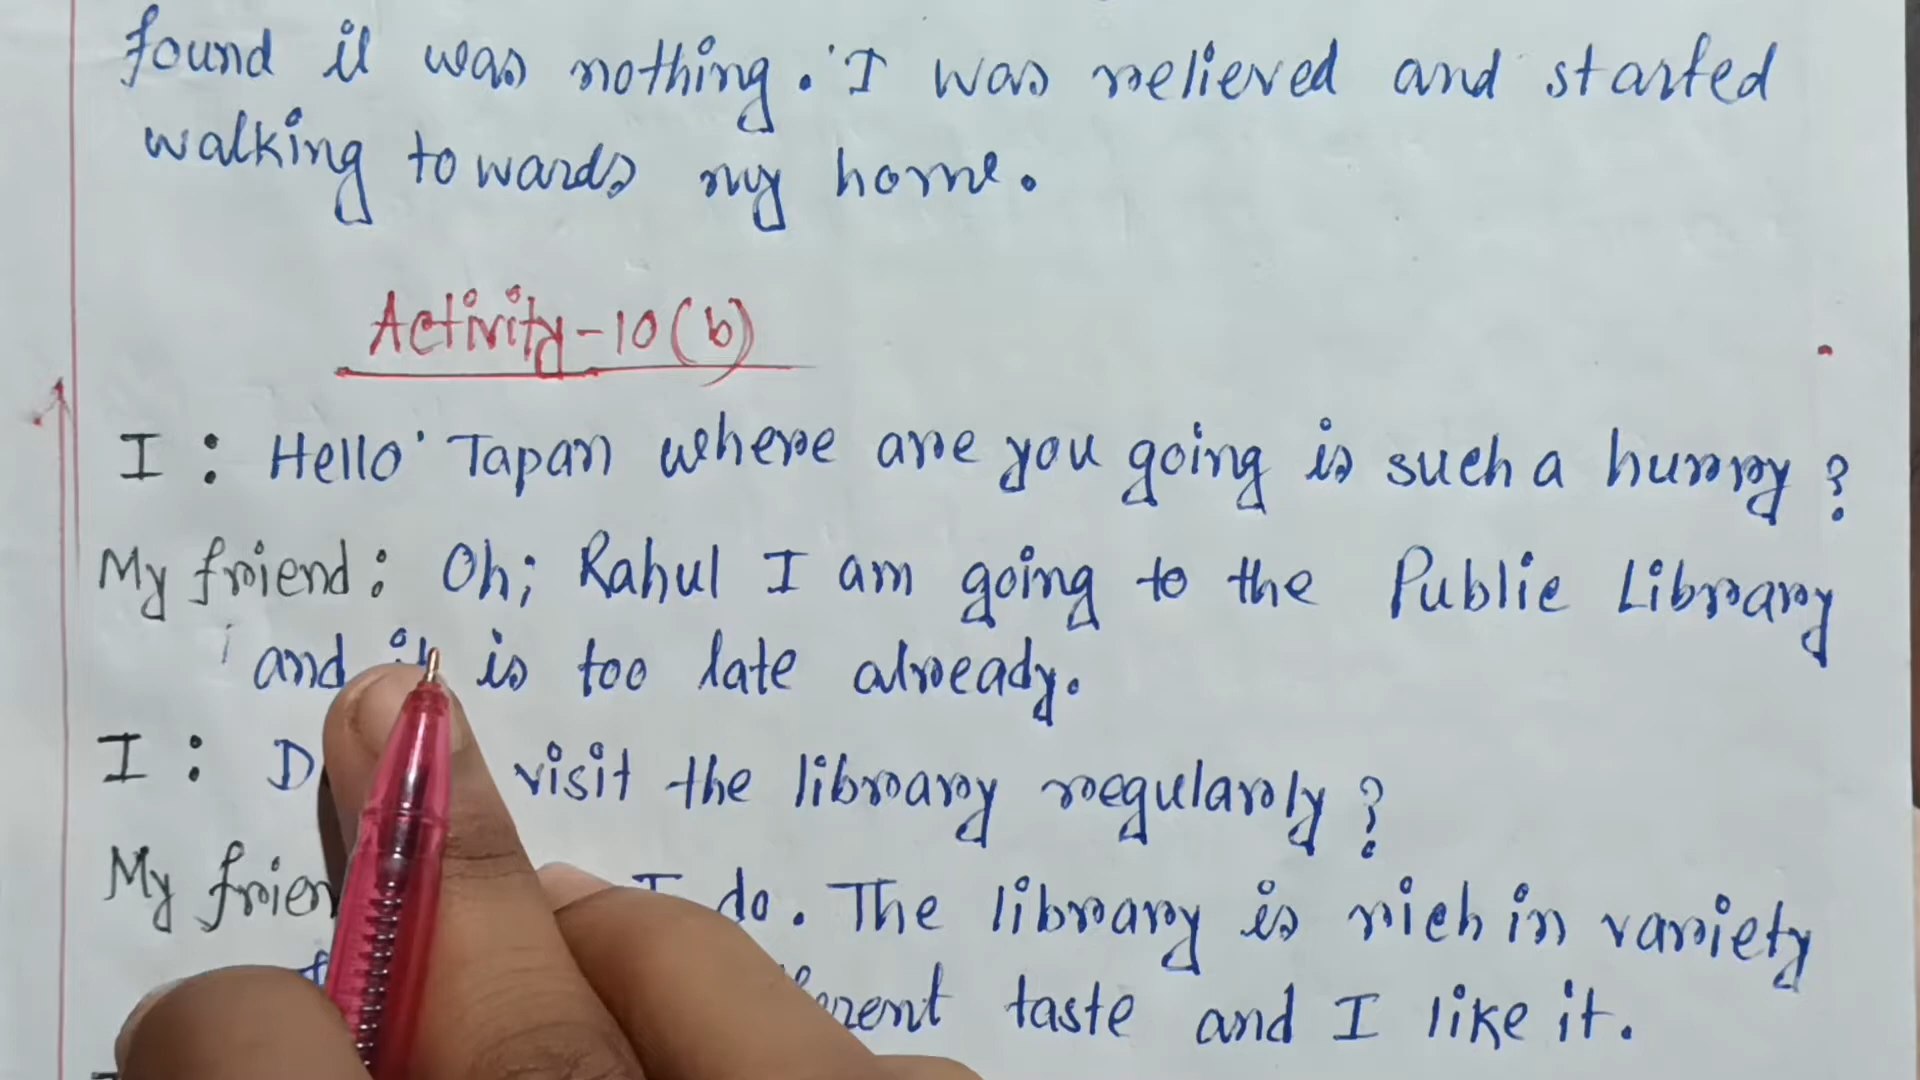 found it was nothing. I was relieved and started
walking towards my home.
Activity-10(b)
I : Hello Tapan where are you going is such a hurry ?
My friend : Oh; Rahul I am going to the Public Library
and it is too late already.
I : visit the library regularly ?
My I do. The library is rich in variety
taste and I like it.